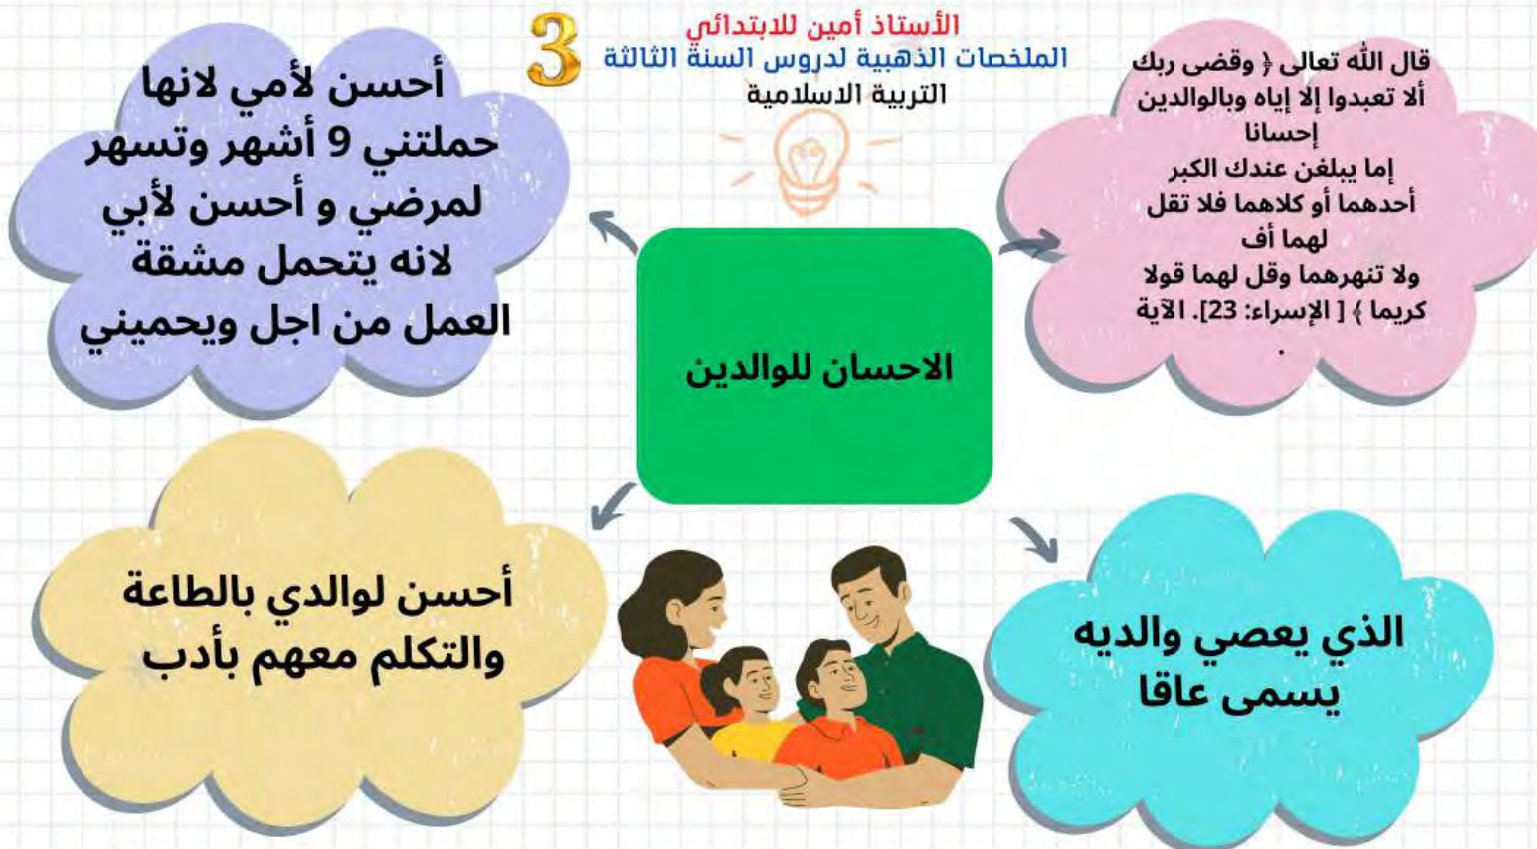 الأستاذ أمين للابتدائي
3 الملخصات الذهبية لدروس السنة الثالثة
التربية الاسلامية
قال الله تعالى ﴿ وقضى ربك
ألا تعبدوا إلا إياه وبالوالدين
إحسانا
إما يبلغن عندك الكبر
أحدهما أو كلاهما فلا تقل
لهما أف
ولا تنهرهما وقل لهما قولا
كريما ﴾ [ الإسراء: 23]. الآية
.
أحسن لأمي لانها
حملتني 9 أشهر وتسهر
لمرضي و أحسن لأبي
لانه يتحمل مشقة
العمل من اجل ويحميني
الاحسان للوالدين
الذي يعصي والديه
يسمى عاقا
أحسن لوالدي بالطاعة
والتكلم معهم بأدب